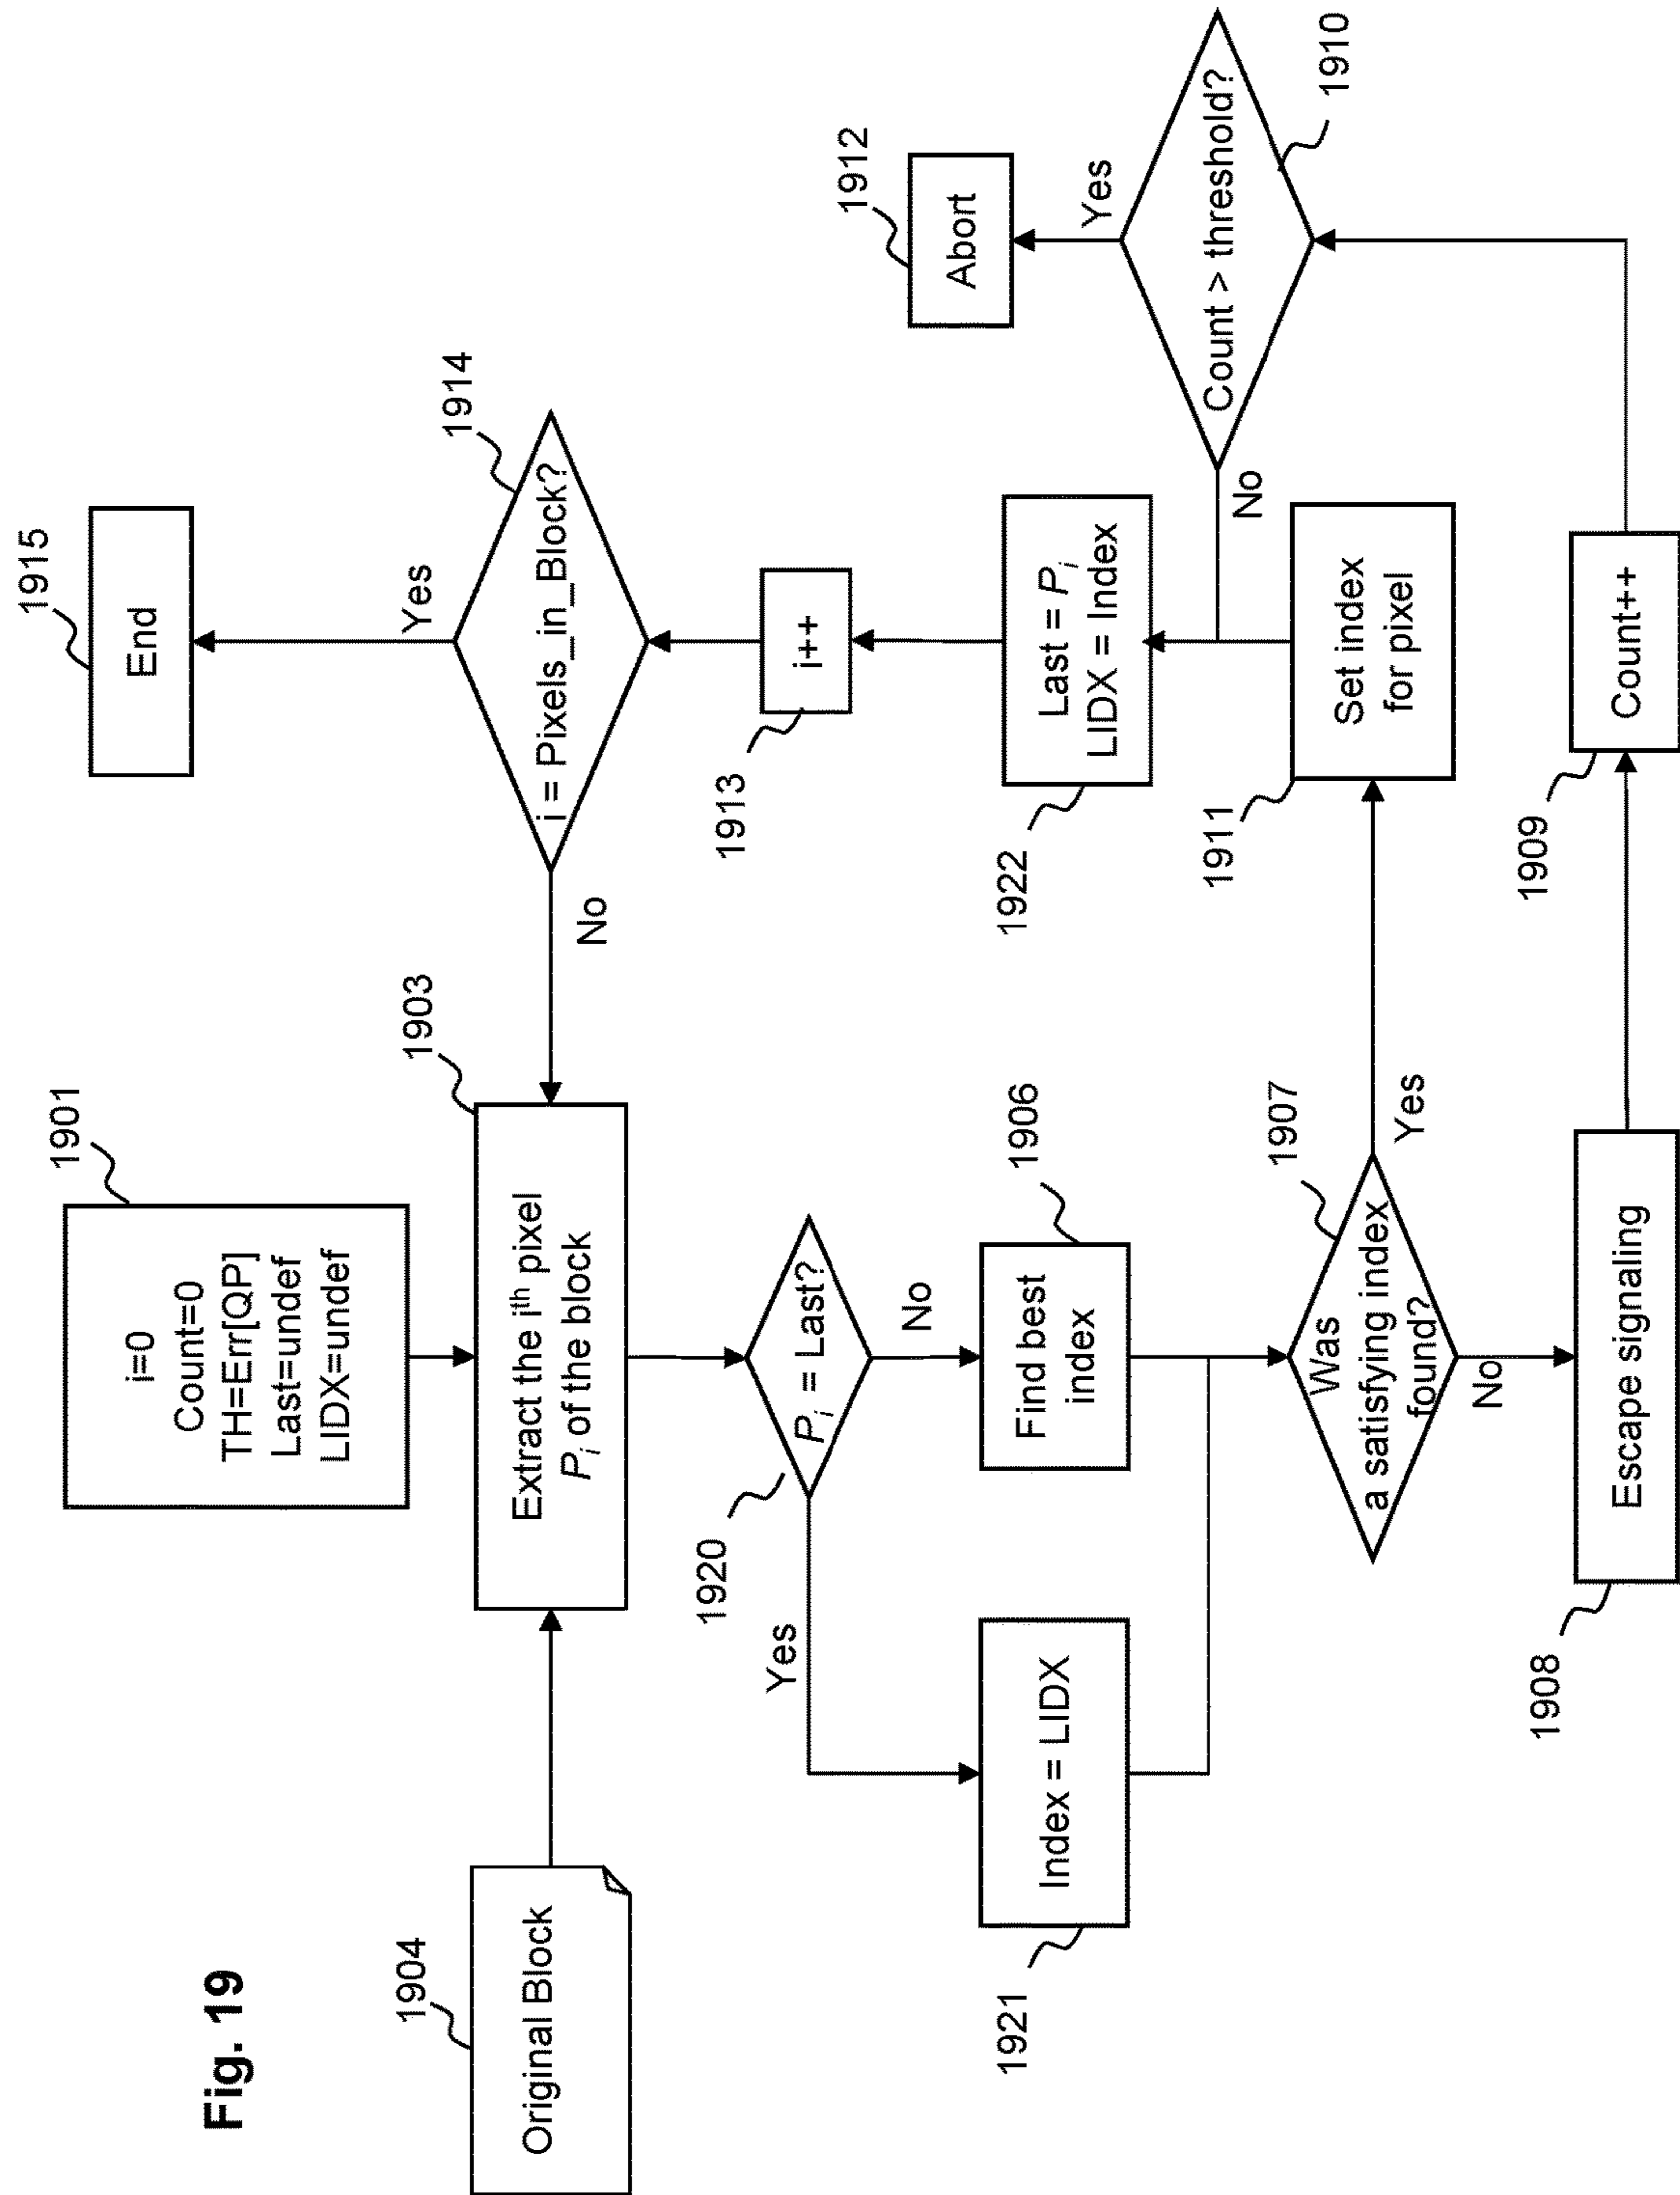 Fig. 19
1901
i=0
Count=0
TH=Err[QP]
Last=undef
LIDX=undef
1904
Original Block
1903
Extract the ith pixel
Pi of the block
1920
Pi = Last?
Yes
No
1921
Index = LIDX
1906
Find best
index
1907
Was
a satisfying index
found?
Yes
No
1908
Escape signaling
1909
Count++
1911
Set index
for pixel
1910
Count > threshold?
Yes
No
1912
Abort
1922
Last = Pi
LIDX = Index
1913
i++
1914
i = Pixels_in_Block?
No
Yes
1915
End